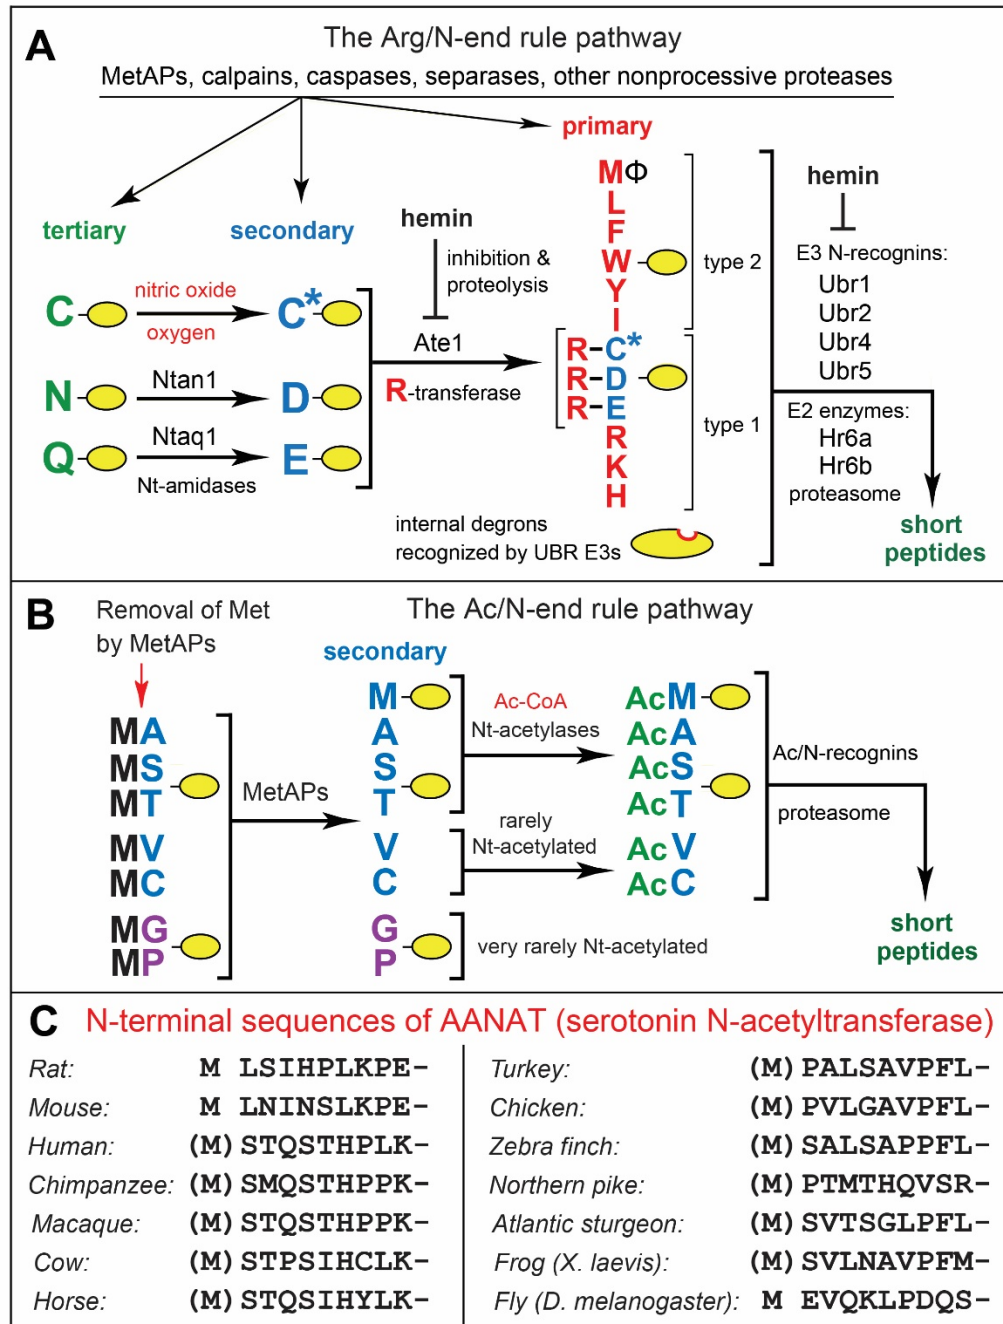 A
The Arg/N-end rule pathway
MetAPs, calpains, caspases, separases, other nonprocessive proteases
primary
tertiary
secondary
hemin
inhibition &
proteolysis
C
nitric oxide
oxygen
C*
N
Ntan1
D
Q
Ntaq1
E
Nt-amidases
Ate1
R-transferase
MΦ
L
F
W
Y
I
R-C*
R-D
R-E
R
K
H
type 2
type 1
internal degrons
recognized by UBR E3s
hemin
E3 N-recognins:
Ubr1
Ubr2
Ubr4
Ubr5
E2 enzymes:
Hr6a
Hr6b
proteasome
short
peptides
B
Removal of Met
by MetAPs
The Ac/N-end rule pathway
MA
MS
MT
MV
MC
MG
MP
MetAPs
secondary
M
A
S
T
V
C
G
P
Ac-CoA
Nt-acetylases
rarely
Nt-acetylated
very rarely Nt-acetylated
AcM
AcA
AcS
AcT
AcV
AcC
Ac/N-recognins
proteasome
short
peptides
C N-terminal sequences of AANAT (serotonin N-acetyltransferase)
Rat: M LSIHPLKPE-
Mouse: M LNINSLKPE-
Human: (M) STQSTHPLK-
Chimpanzee: (M) SMQSTHPPK-
Macaque: (M) STQSTHPPK-
Cow: (M) STPSIHCLK-
Horse: (M) STQSIHYLK-
Turkey: (M) PALSAVPFL-
Chicken: (M) PVLGAVPFL-
Zebra finch: (M) SALSAPPFL-
Northern pike: (M) PTMTHQVSR-
Atlantic sturgeon: (M) SVTSGLPFL-
Frog (X. laevis): (M) SVLNAVPFM-
Fly (D. melanogaster): M EVQKLPDQS-